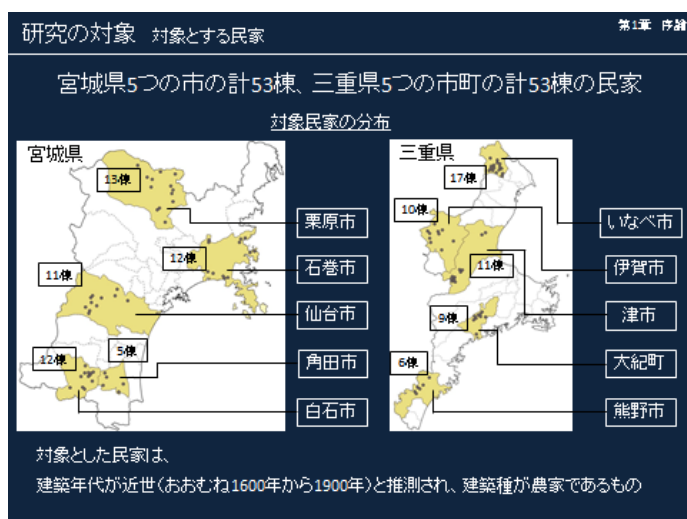 研究の対象 対象とする民家
第1章 序論
宮城県5つの市の計53棟、三重県5つの市町の計53棟の民家
対象民家の分布
宮城県
13棟
12棟
11棟
5棟
12棟
栗原市
石巻市
仙台市
角田市
白石市
三重県
17棟
10棟
11棟
9棟
6棟
いなべ市
伊賀市
津市
大紀町
熊野市
対象とした民家は、
建築年代が近世(おおむね1600年から1900年)と推測され、建築種が農家であるもの